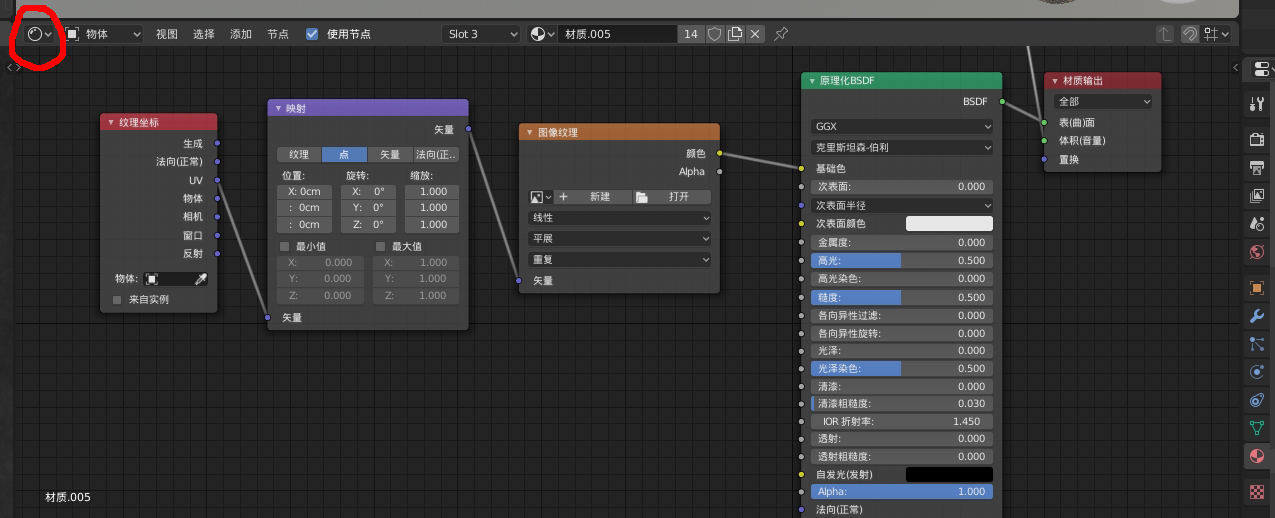 物体 视图 选择 添加 节点 使用节点 Slot 3 材质.005 14
纹理坐标
生成
法向(正常)
UV
物体
相机
窗口
反射
物体:
来自实例
映射
矢量
纹理 点 矢量 法向(正..
位置: 旋转: 缩放:
X: 0cm X: 0° 1.000
: 0cm Y: 0° 1.000
: 0cm Z: 0° 1.000
最小值 最大值
X: 0.000 X: 1.000
Y: 0.000 Y: 1.000
Z: 0.000 Z: 1.000
矢量
图像纹理
颜色
Alpha
新建 打开
线性
平展
重复
矢量
原理化BSDF
BSDF
GGX
克里斯坦森-伯利
基础色
次表面: 0.000
次表面半径
次表面颜色
金属度: 0.000
高光: 0.500
高光染色: 0.000
糙度: 0.500
各向异性过滤: 0.000
各向异性旋转: 0.000
光泽: 0.000
光泽染色: 0.500
清漆: 0.000
清漆粗糙度: 0.030
IOR 折射率: 1.450
透射: 0.000
透射粗糙度: 0.000
自发光(发射)
Alpha: 1.000
法向(正常)
材质输出
全部
表(曲)面
体积(音量)
置换
材质.005